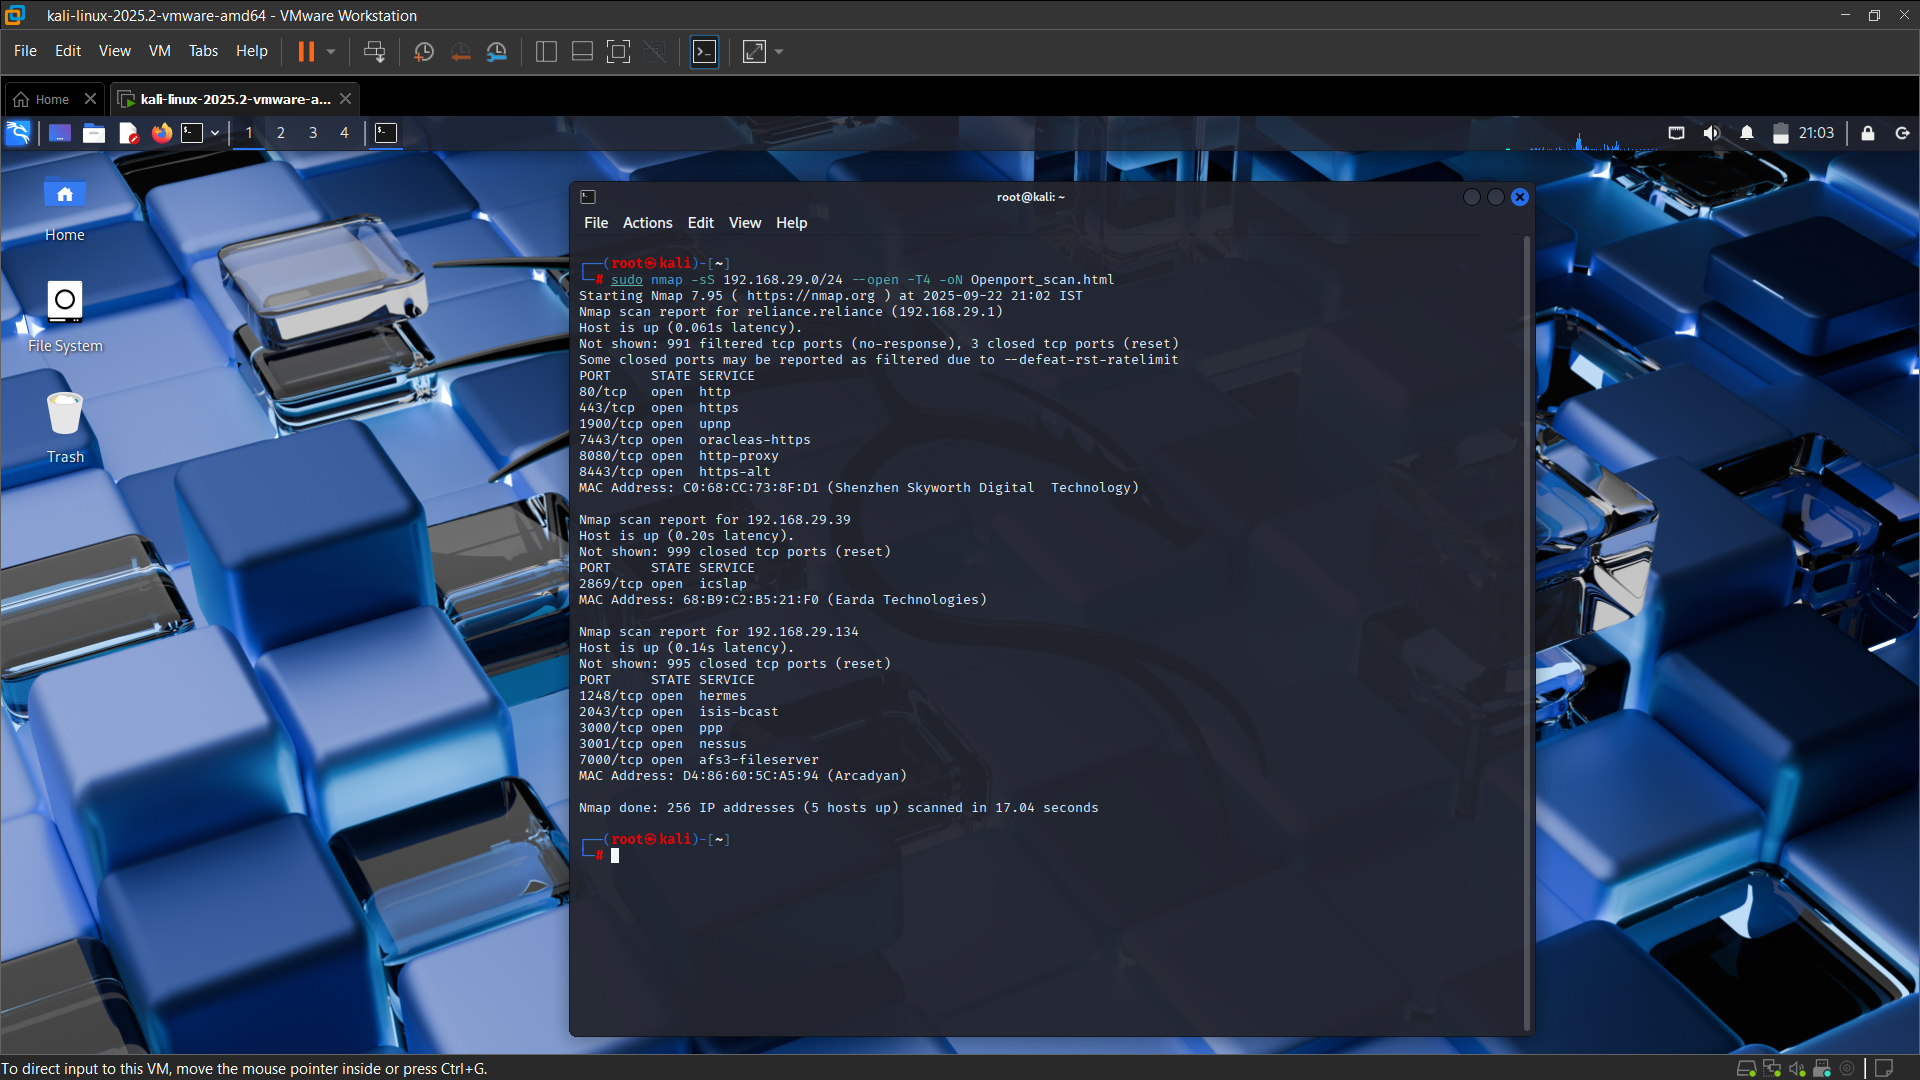 kali-linux-2025.2-vmware-amd64 - VMware Workstation
File Edit View VM Tabs Help
Home
kali-linux-2025.2-vmware-a...
1 2 3 4
21:03
Home
File System
Trash
root@kali: ~
File Actions Edit View Help
┌──(root㉿kali)-[~]
└─# sudo nmap -sS 192.168.29.0/24 --open -T4 -oN Openport_scan.html
Starting Nmap 7.95 ( https://nmap.org ) at 2025-09-22 21:02 IST
Nmap scan report for reliance.reliance (192.168.29.1)
Host is up (0.061s latency).
Not shown: 991 filtered tcp ports (no-response), 3 closed tcp ports (reset)
Some closed ports may be reported as filtered due to --defeat-rst-ratelimit
PORT STATE SERVICE
80/tcp open http
443/tcp open https
1900/tcp open upnp
7443/tcp open oracleas-https
8080/tcp open http-proxy
8443/tcp open https-alt
MAC Address: C0:68:CC:73:8F:D1 (Shenzhen Skyworth Digital  Technology)
Nmap scan report for 192.168.29.39
Host is up (0.20s latency).
Not shown: 999 closed tcp ports (reset)
PORT STATE SERVICE
2869/tcp open icslap
MAC Address: 68:B9:C2:B5:21:F0 (Earda Technologies)
Nmap scan report for 192.168.29.134
Host is up (0.14s latency).
Not shown: 995 closed tcp ports (reset)
PORT STATE SERVICE
1248/tcp open hermes
2043/tcp open isis-bcast
3000/tcp open ppp
3001/tcp open nessus
7000/tcp open afs3-fileserver
MAC Address: D4:86:60:5C:A5:94 (Arcadyan)
Nmap done: 256 IP addresses (5 hosts up) scanned in 17.04 seconds
┌──(root㉿kali)-[~]
└─#
To direct input to this VM, move the mouse pointer inside or press Ctrl+G.